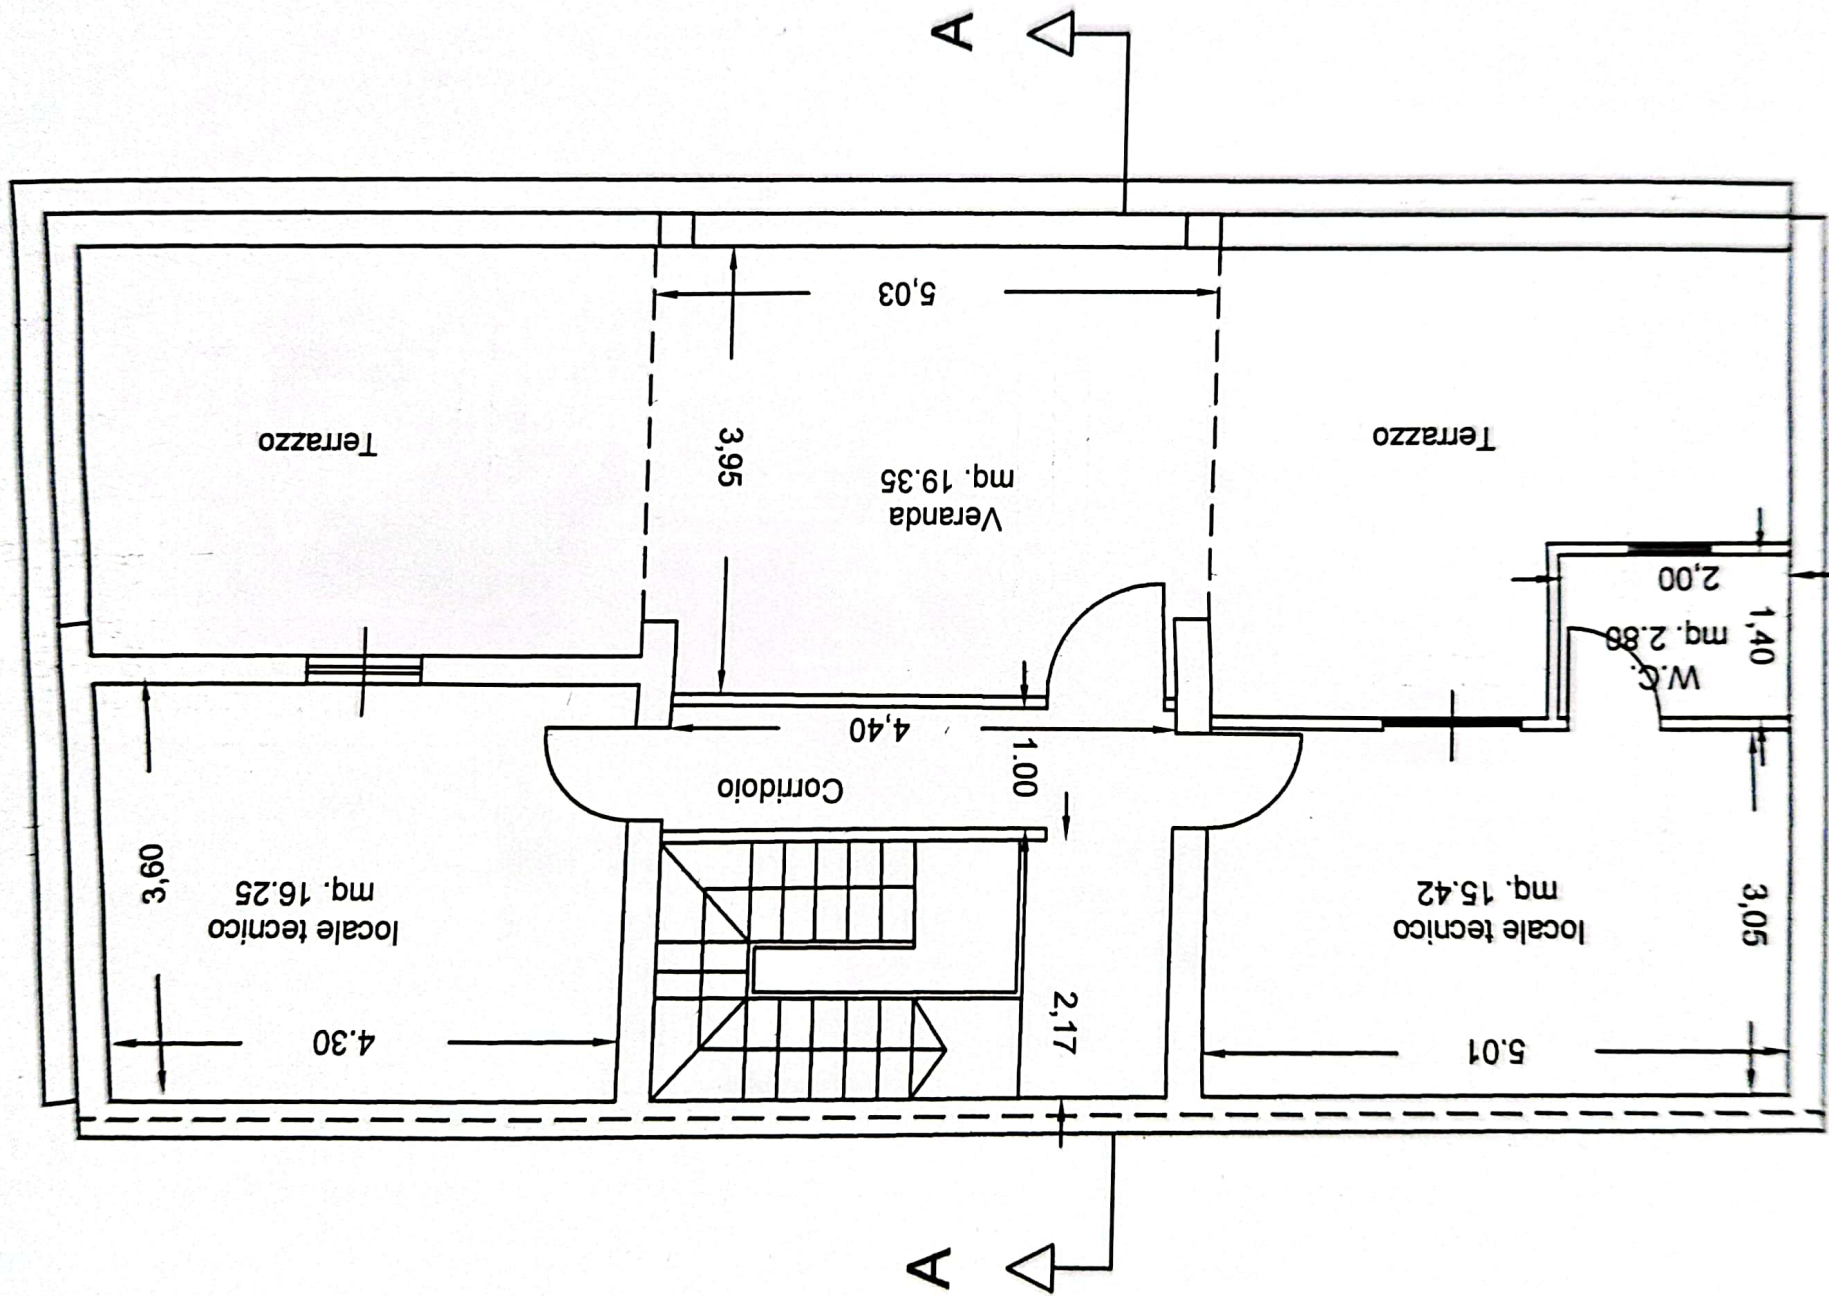 A
5.01
2,17
4.30
locale tecnico
mq. 15.42
3,05
locale tecnico
mq. 16.25
3,60
Corridoio
1.00
4,40
W.C.
mq.
1,40
2,00
Veranda
mq. 19.35
3,95
Terrazzo
Terrazzo
5,03
A